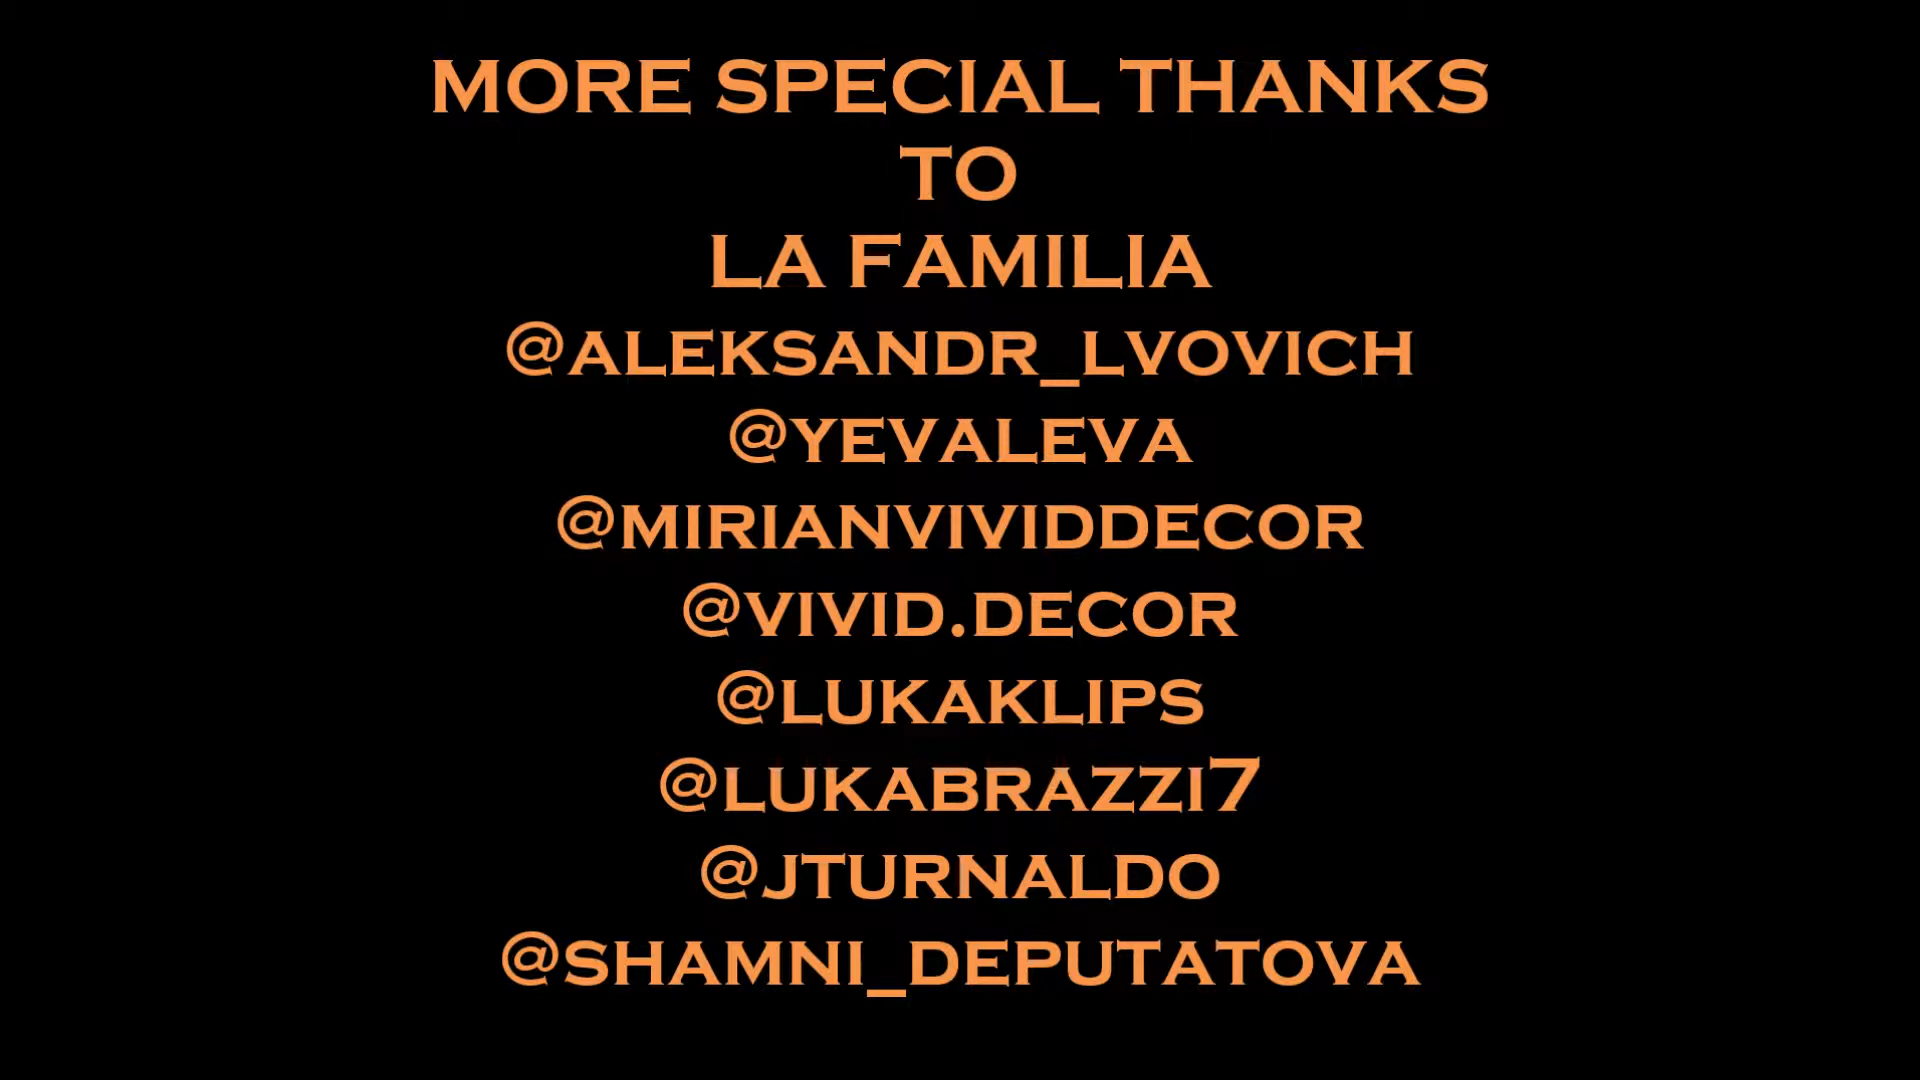 MORE SPECIAL THANKS
TO
LA FAMILIA
@ALEKSANDR_LVOVICH
@YEVALEVA
@MIRIANVIVIDDECOR
@VIVID.DECOR
@LUKAKLIPS
@LUKABRAZZI7
@JTURNALDO
@SHAMNI_DEPUTATOVA